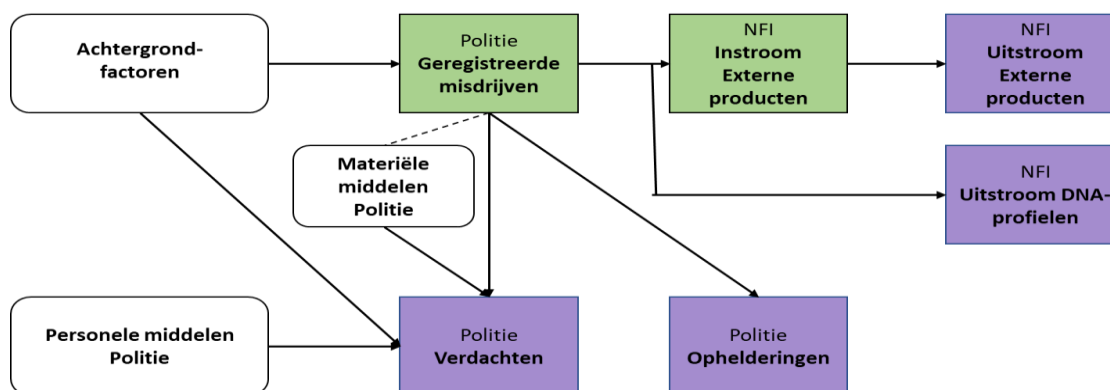 Achtergrond-
factoren
Politie
Geregistreerde
misdrijven
NFI
Instroom
Externe
producten
NFI
Uitstroom
Externe
producten
Materiële
middelen
Politie
NFI
Uitstroom DNA-
profielen
Personele middelen
Politie
Politie
Verdachten
Politie
Ophelderingen